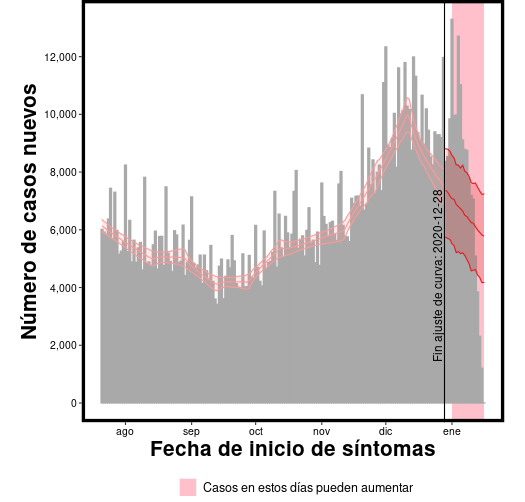 Número de casos nuevos
12,000
10,000
8,000
6,000
4,000
2,000
0
Fin ajuste de curva: 2020-12-28
ago sep oct nov dic ene
Fecha de inicio de síntomas
Casos en estos días pueden aumentar